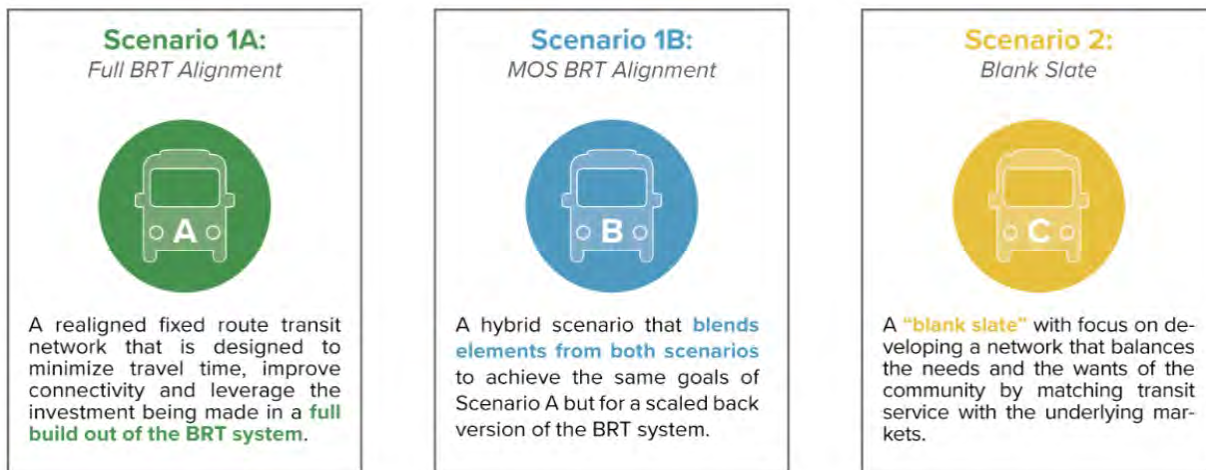 Scenario 1A:
Full BRT Alignment
A
A realigned fixed route transit
network that is designed to
minimize travel time, improve
connectivity and leverage the
investment being made in a full
build out of the BRT system.
Scenario 1B:
MOS BRT Alignment
B
A hybrid scenario that blends
elements from both scenarios
to achieve the same goals of
Scenario A but for a scaled back
version of the BRT system.
Scenario 2:
Blank Slate
C
A “blank slate” with focus on de-
veloping a network that balances
the needs and the wants of the
community by matching transit
service with the underlying mar-
kets.